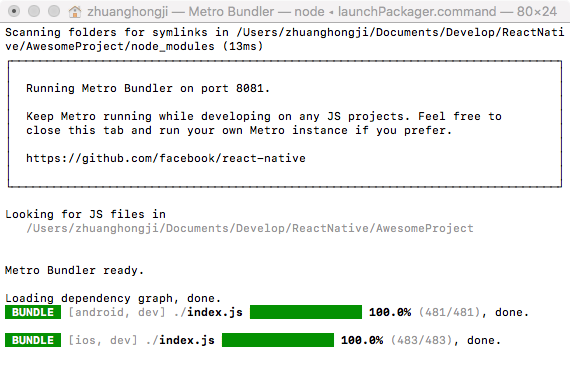 zhuanghongji — Metro Bundler — node ◂ launchPackager.command — 80×24
Scanning folders for symlinks in /Users/zhuanghongji/Documents/Develop/ReactNati
ve/AwesomeProject/node_modules (13ms)
Running Metro Bundler on port 8081.
Keep Metro running while developing on any JS projects. Feel free to
close this tab and run your own Metro instance if you prefer.
https://github.com/facebook/react-native
Looking for JS files in
/Users/zhuanghongji/Documents/Develop/ReactNative/AwesomeProject
Metro Bundler ready.
Loading dependency graph, done.
BUNDLE [android, dev] ./index.js 100.0% (481/481), done.
BUNDLE [ios, dev] ./index.js 100.0% (483/483), done.